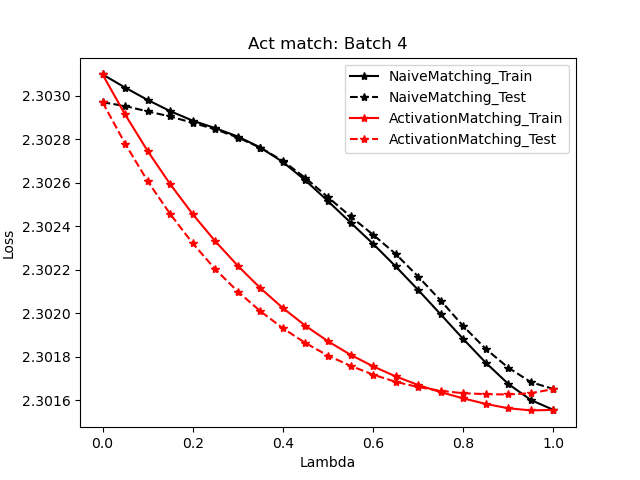 Act match: Batch 4
NaiveMatching_Train
NaiveMatching_Test
ActivationMatching_Train
ActivationMatching_Test
Loss
2.3030
2.3028
2.3026
2.3024
2.3022
2.3020
2.3018
2.3016
0.0 0.2 0.4 0.6 0.8 1.0
Lambda